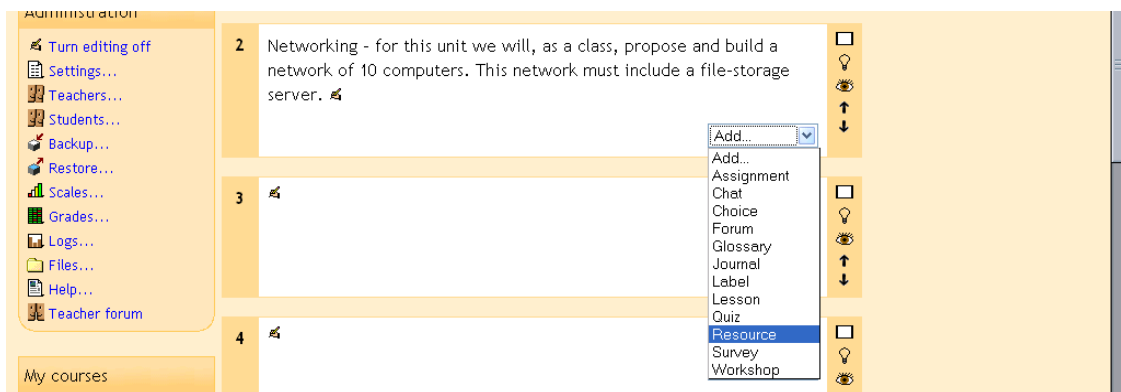 Administration
Turn editing off
Settings...
Teachers...
Students...
Backup...
Restore...
Scales...
Grades...
Logs...
Files...
Help...
Teacher forum
My courses
2
Networking - for this unit we will, as a class, propose and build a
network of 10 computers. This network must include a file-storage
server.
Add...
Add...
Assignment
Chat
Choice
Forum
Glossary
Journal
Label
Lesson
Quiz
Resource
Survey
Workshop
3
4